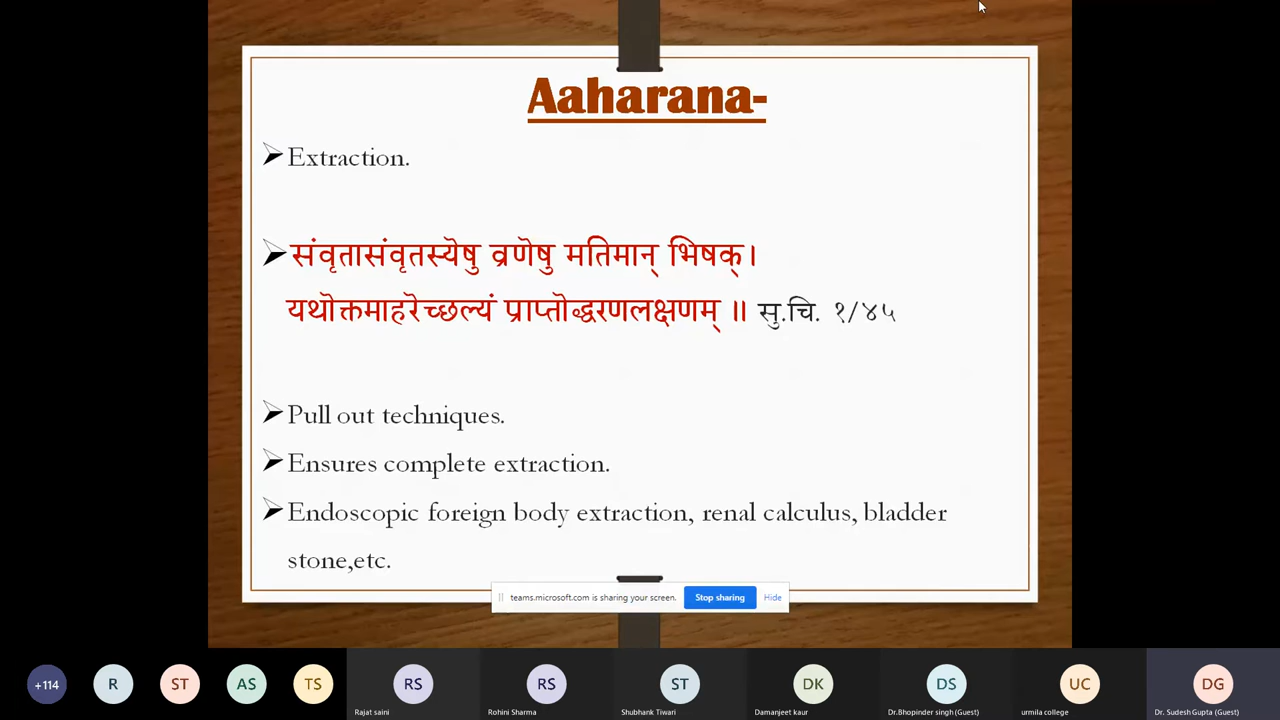 Aaharana-
Extraction.
संवृतासंवृतस्येषु व्रणेषु मतिमान् भिषक्।
यथोक्तमाहरेच्छल्यं प्राप्तोद्धरणलक्षणम् ॥ सु.चि. १/४५
Pull out techniques.
Ensures complete extraction.
Endoscopic foreign body extraction, renal calculus, bladder
stone,etc.
teams.microsoft.com is sharing your screen. Stop sharing Hide
+114 R ST AS TS RS RS ST DK DS UC DG
Rajat saini Rohini Sharma Shubhank Tiwari Damanjeet kaur Dr.Bhopinder singh (Guest) urmila college Dr. Sudesh Gupta (Guest)